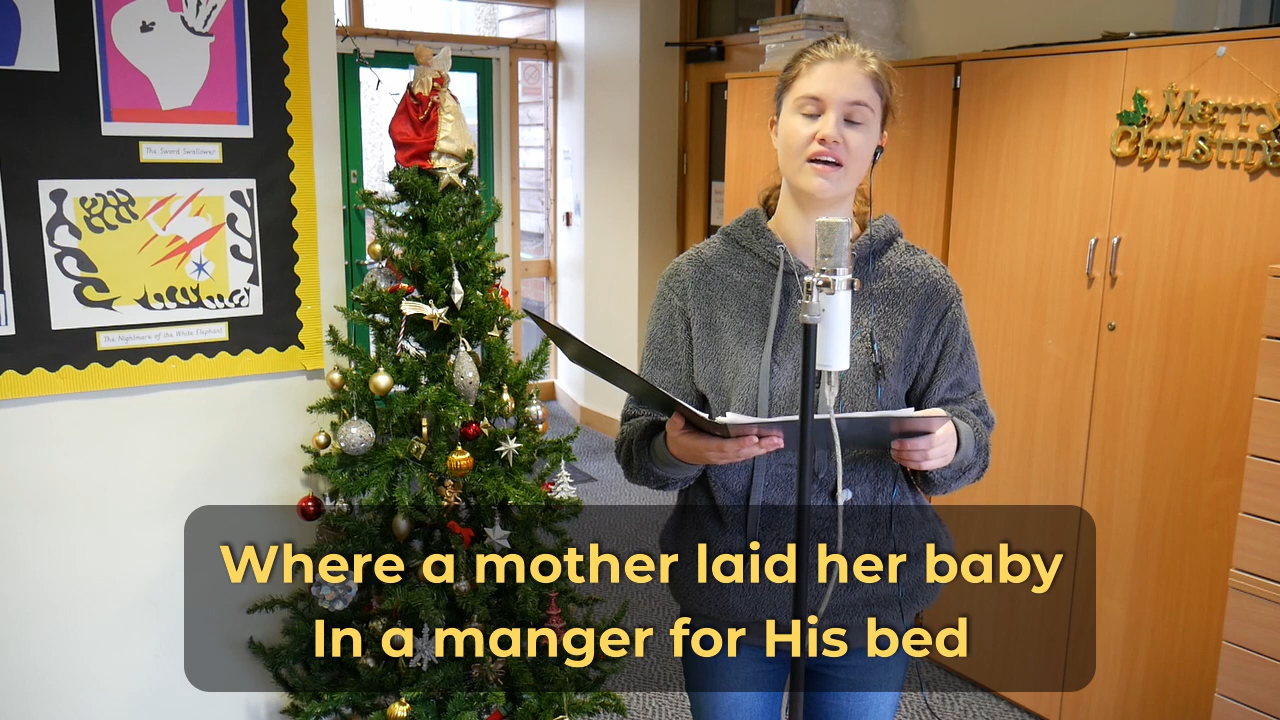 The Sword Swallower
The Nightmare of the White Elephant
Merry
Christm
Where a mother laid her baby
In a manger for His bed